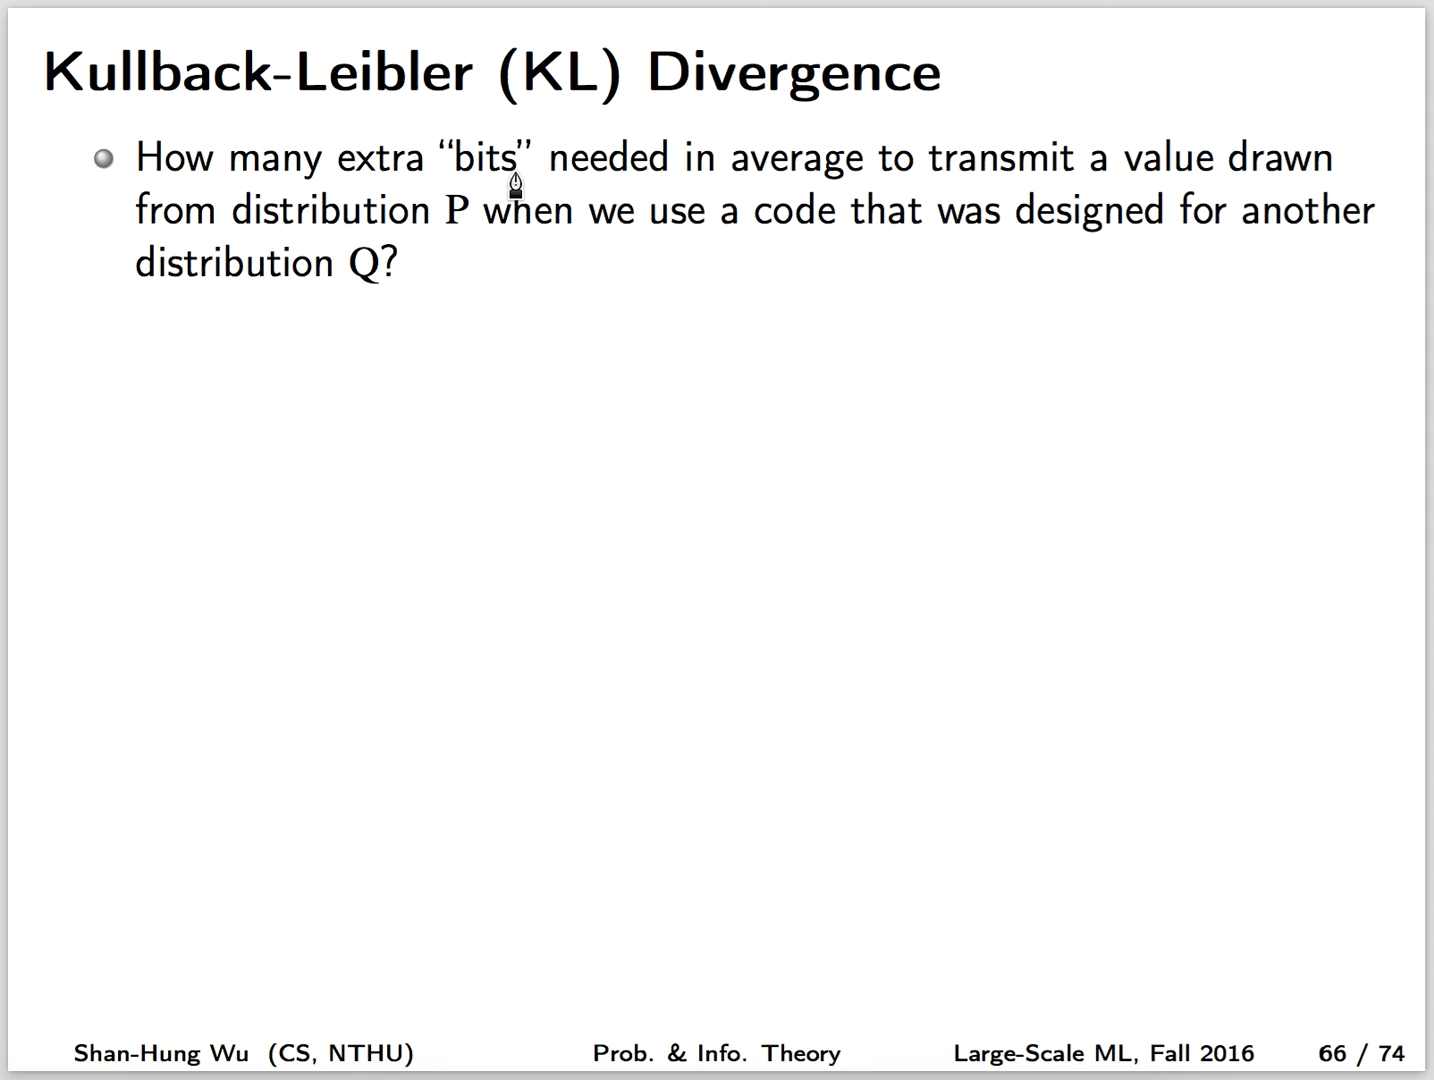 Kullback-Leibler (KL) Divergence
How many extra “bits” needed in average to transmit a value drawn
from distribution P when we use a code that was designed for another
distribution Q?
Shan-Hung Wu (CS, NTHU) Prob. & Info. Theory Large-Scale ML, Fall 2016 66 / 74